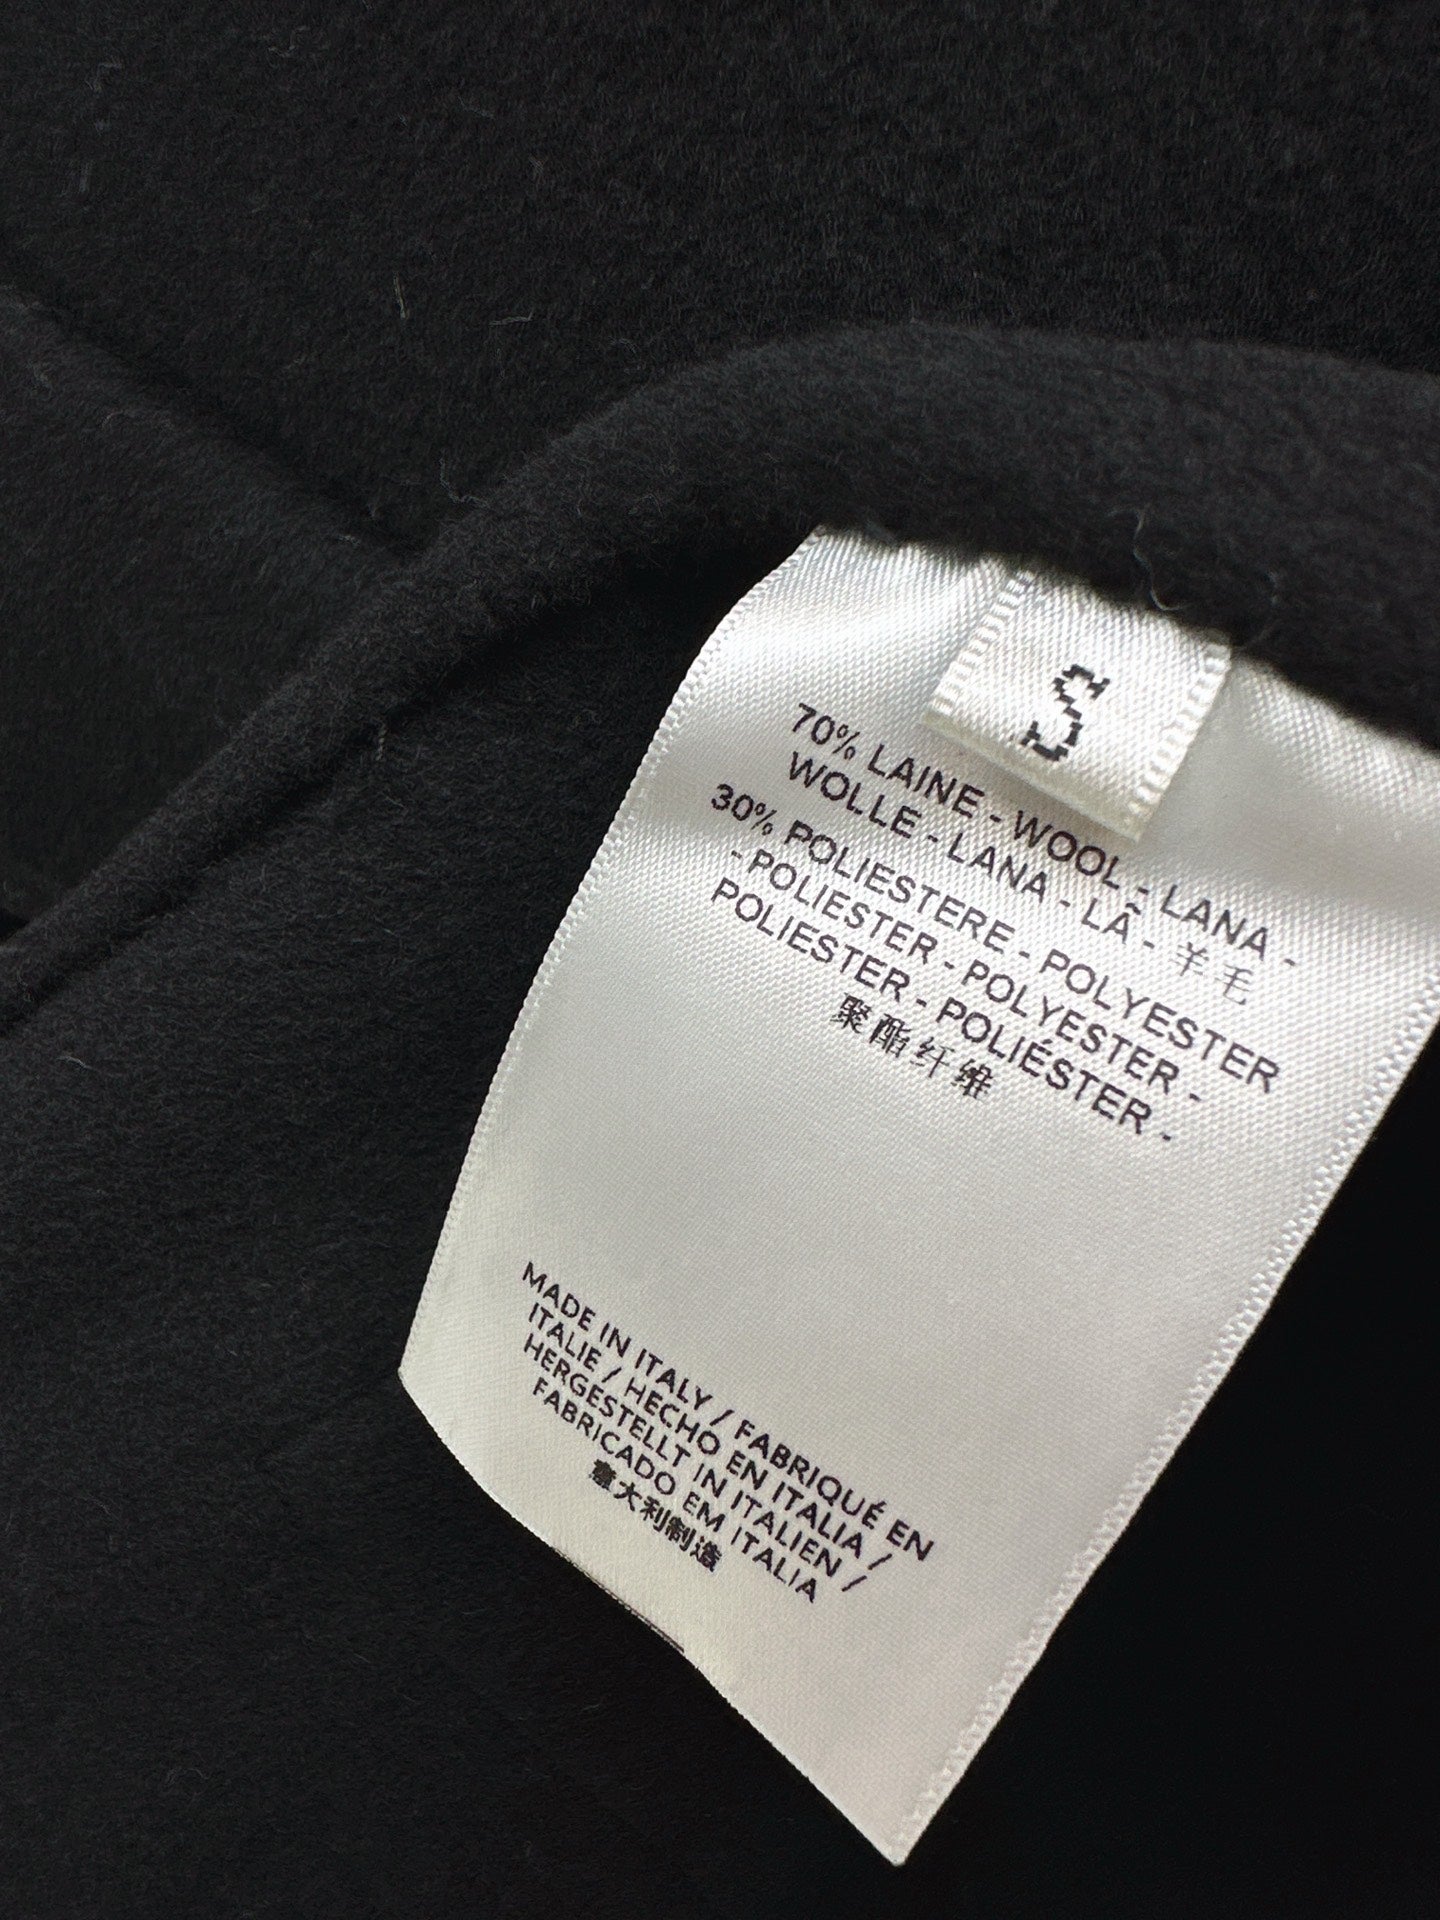 S
70% LAINE - WOOL - LANA -
WOLLE - LANA - LÃ - 羊毛
30% POLIESTERE - POLYESTER
- POLIESTER - POLYESTER -
POLIESTER - POLIÉSTER -
聚酯纤维
MADE IN ITALY / FABRIQUÉ EN
ITALIE / HECHO EN ITALIA /
HERGESTELLT IN ITALIEN /
FABRICADO EM ITALIA
意大利制造